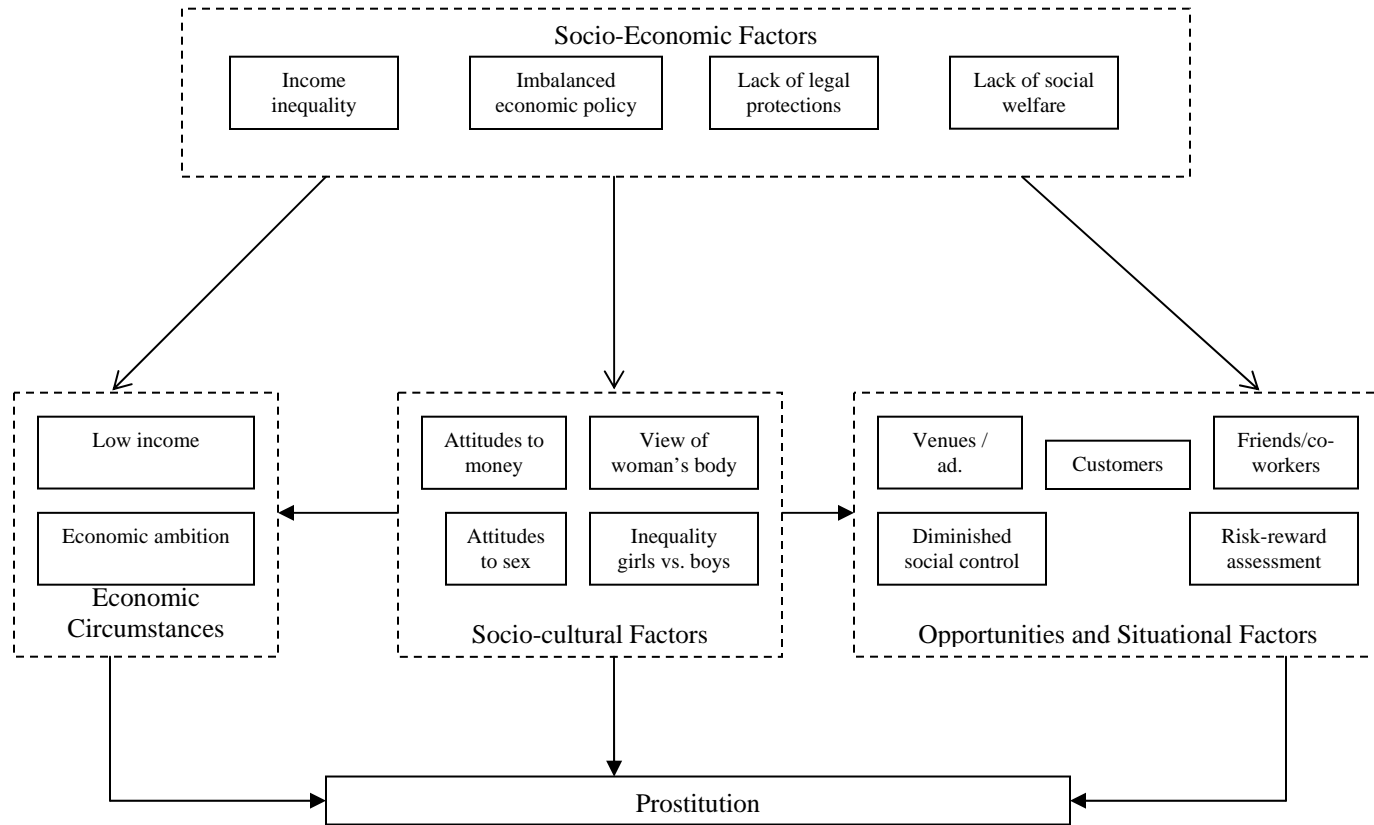 Socio-Economic Factors
Income
inequality
Imbalanced
economic policy
Lack of legal
protections
Lack of social
welfare
Low income
Economic ambition
Economic
Circumstances
Attitudes to
money
View of
woman's body
Attitudes
to sex
Inequality
girls vs. boys
Socio-cultural Factors
Venues /
ad.
Customers
Friends/co-
workers
Diminished
social control
Risk-reward
assessment
Opportunities and Situational Factors
Prostitution